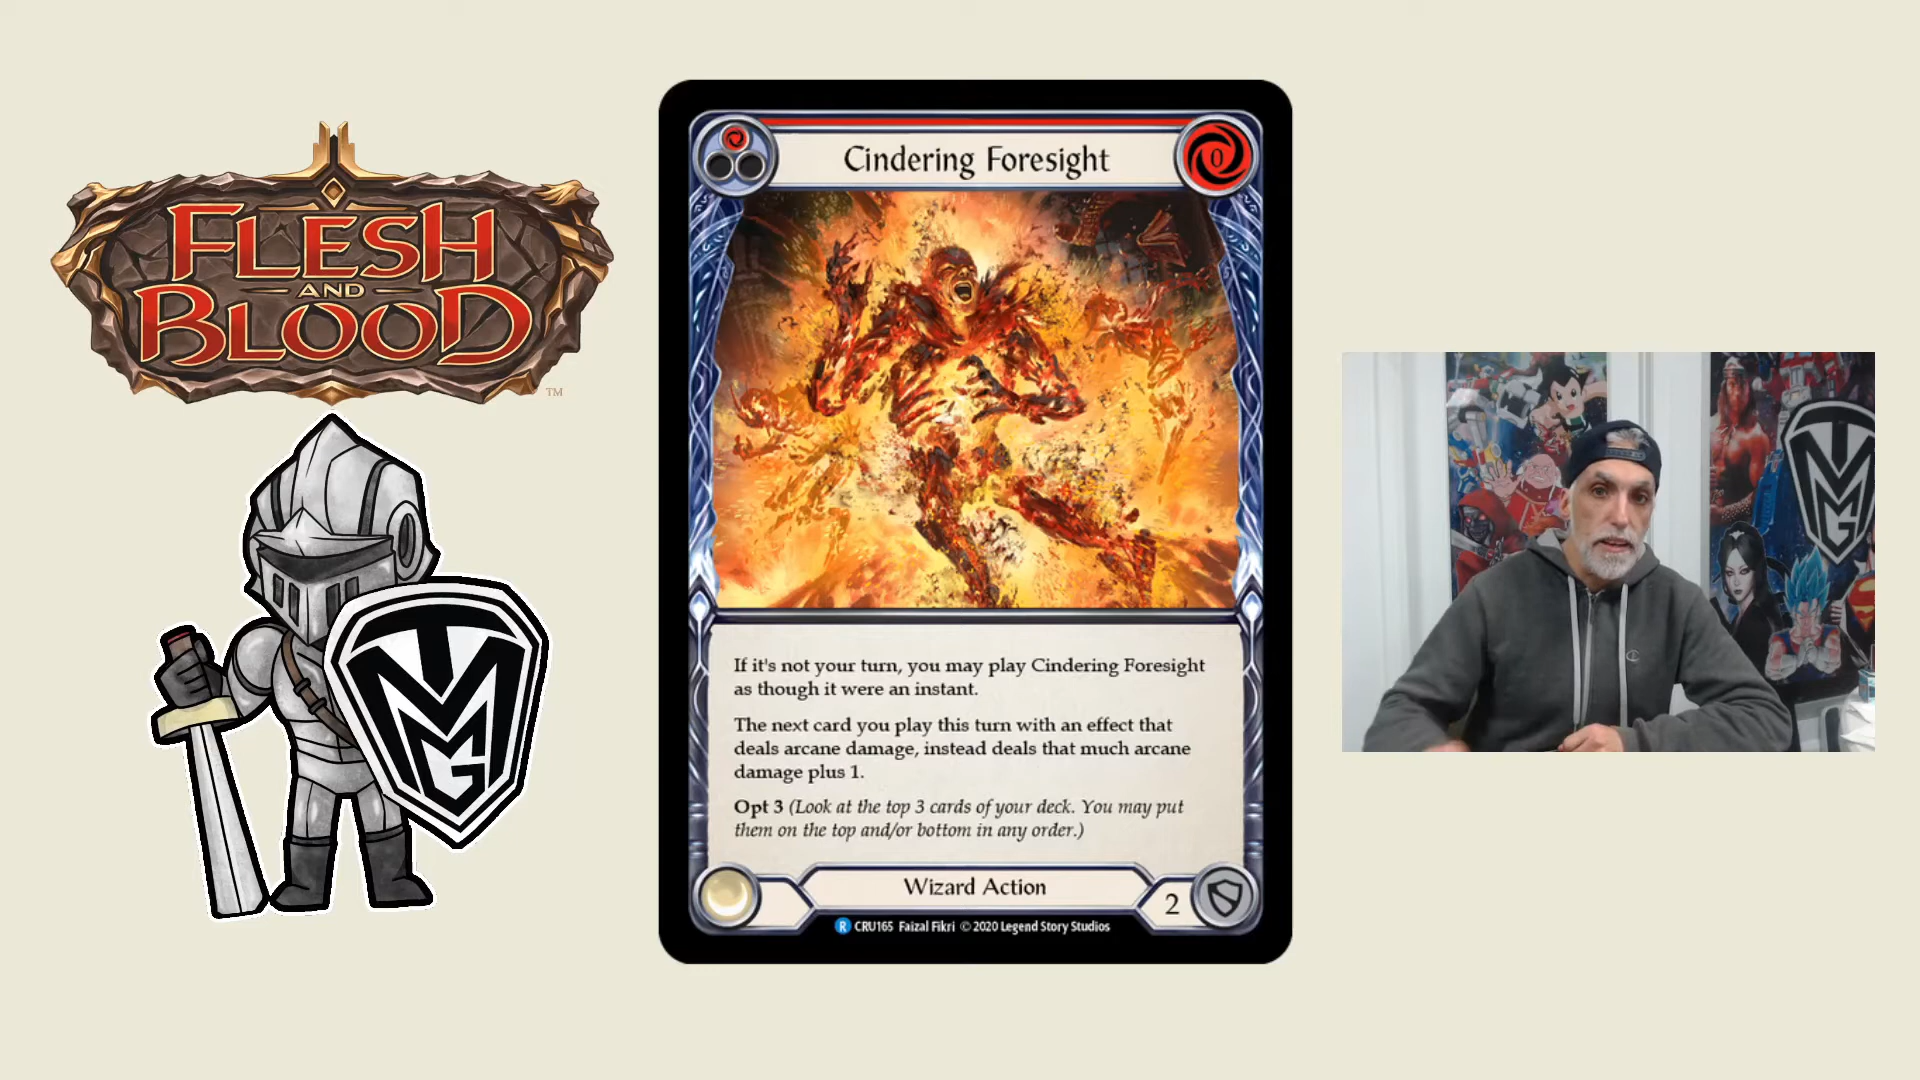 FLESH
AND
BLOOD
TM
TMG
Cindering Foresight
0
If it's not your turn, you may play Cindering Foresight
as though it were an instant.
The next card you play this turn with an effect that
deals arcane damage, instead deals that much arcane
damage plus 1.
Opt 3 (Look at the top 3 cards of your deck. You may put
them on the top and/or bottom in any order.)
Wizard Action
2
R CRU165 Faizal Fikri © 2020 Legend Story Studios
TMG